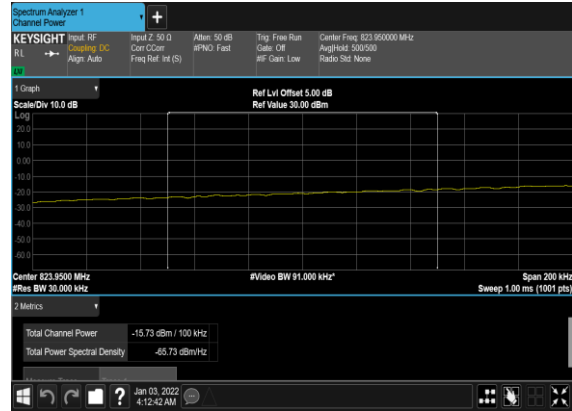 Spectrum Analyzer 1
Channel Power
KEYSIGHT Input: RF Input Z: 50 Ω Atten: 50 dB Trig: Free Run Center Freq: 823.950000 MHz
RL Coupling: DC Corr CCorr #PNO: Fast Gate: Off Avg|Hold: 500/500
Align: Auto Freq Ref: Int (S) #IF Gain: Low Radio Std: None
LM
1 Graph Ref Lvl Offset 5.00 dB
Scale/Div 10.0 dB Ref Value 30.00 dBm
Log
20.0
10.0
0.00
-10.0
-20.0
-30.0
-40.0
-50.0
-60.0
Center 823.9500 MHz #Video BW 91.000 kHz* Span 200 kHz
#Res BW 30.000 kHz Sweep 1.00 ms (1001 pts)
2 Metrics
Total Channel Power -15.73 dBm / 100 kHz
Total Power Spectral Density -65.73 dBm/Hz
Jan 03, 2022
4:12:42 AM